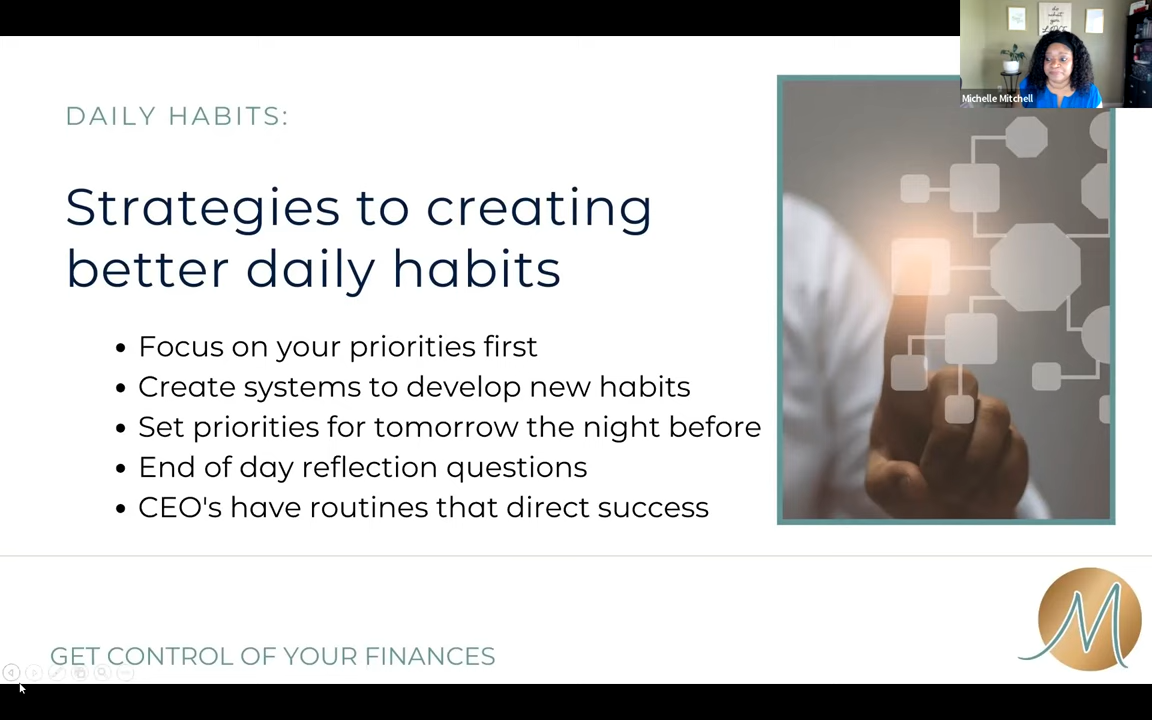 Michelle Mitchell
DAILY HABITS:
Strategies to creating
better daily habits
• Focus on your priorities first
• Create systems to develop new habits
• Set priorities for tomorrow the night before
• End of day reflection questions
• CEO's have routines that direct success
M
GET CONTROL OF YOUR FINANCES